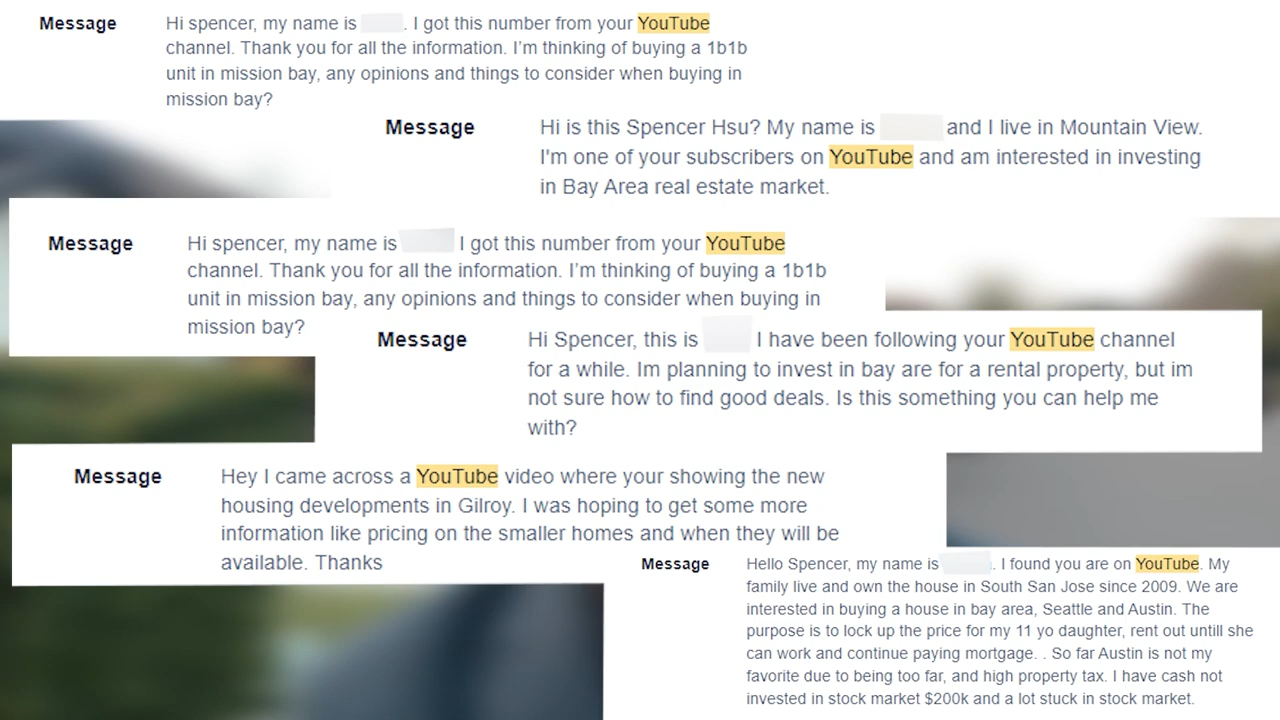 Message Hi spencer, my name is . I got this number from your YouTube
channel. Thank you for all the information. I'm thinking of buying a 1b1b
unit in mission bay, any opinions and things to consider when buying in
mission bay?
Message Hi is this Spencer Hsu? My name is and I live in Mountain View.
I'm one of your subscribers on YouTube and am interested in investing
in Bay Area real estate market.
Message Hi spencer, my name is I got this number from your YouTube
channel. Thank you for all the information. I'm thinking of buying a 1b1b
unit in mission bay, any opinions and things to consider when buying in
mission bay?
Message Hi Spencer, this is I have been following your YouTube channel
for a while. Im planning to invest in bay are for a rental property, but im
not sure how to find good deals. Is this something you can help me
with?
Message Hey I came across a YouTube video where your showing the new
housing developments in Gilroy. I was hoping to get some more
information like pricing on the smaller homes and when they will be
available. Thanks
Message Hello Spencer, my name is . I found you are on YouTube. My
family live and own the house in South San Jose since 2009. We are
interested in buying a house in bay area, Seattle and Austin. The
purpose is to lock up the price for my 11 yo daughter, rent out untill she
can work and continue paying mortgage. . So far Austin is not my
favorite due to being too far, and high property tax. I have cash not
invested in stock market $200k and a lot stuck in stock market.